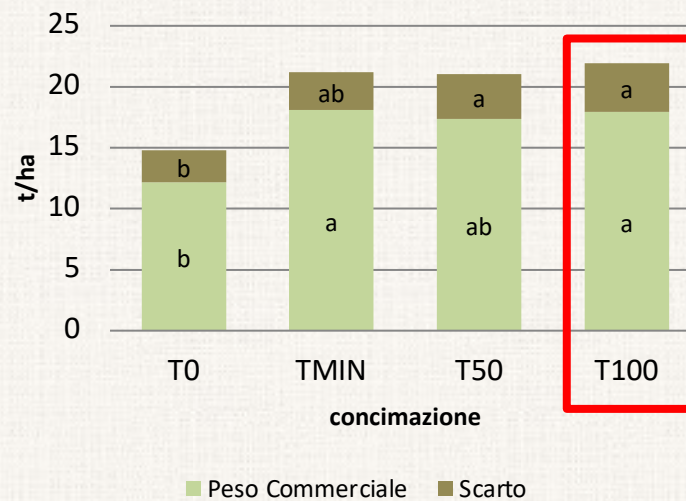 25
20
15
10
5
0
t/ha
b
b
ab
a
a
ab
a
a
T0 TMIN T50 T100
concimazione
Peso Commerciale Scarto